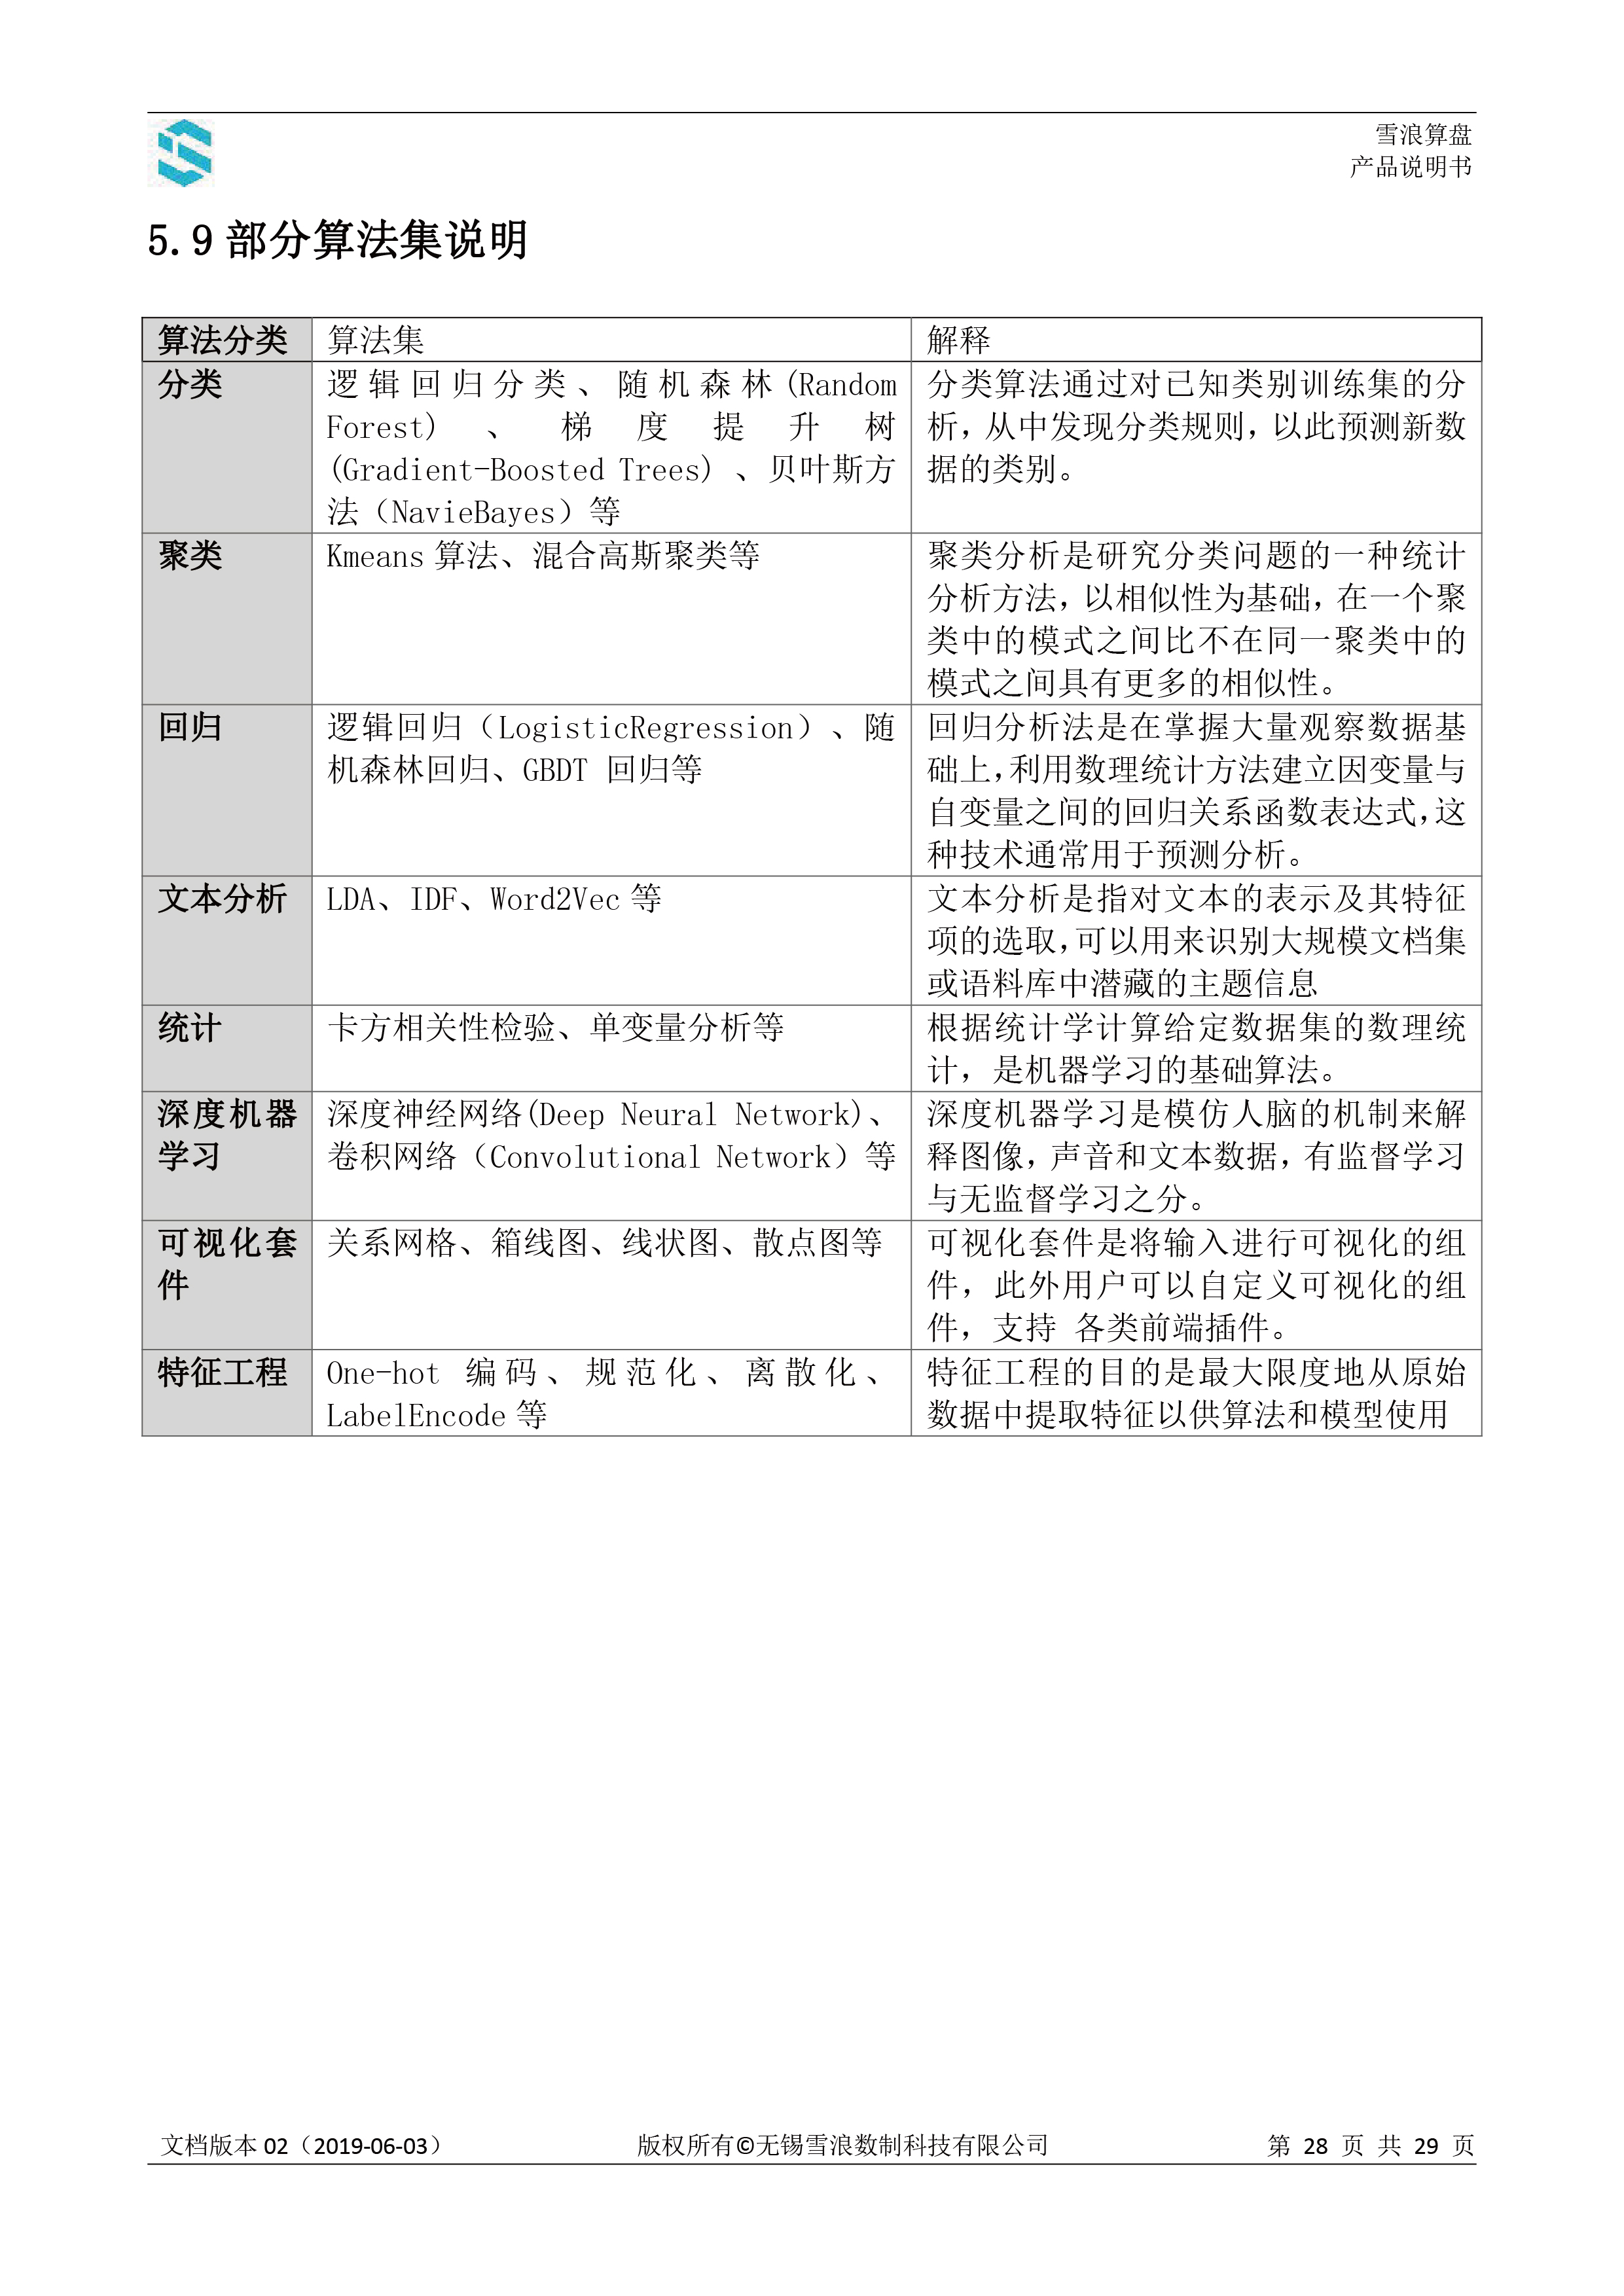 雪浪算盘
产品说明书
5.9 部分算法集说明
算法分类 算法集 解释
分类
逻辑回归分类、随机森林(Random
Forest)、梯度提升树
(Gradient-Boosted Trees)、贝叶斯方
法（NavieBayes）等
分类算法通过对已知类别训练集的分
析，从中发现分类规则，以此预测新数
据的类别。
聚类
Kmeans 算法、混合高斯聚类等
聚类分析是研究分类问题的一种统计
分析方法，以相似性为基础，在一个聚
类中的模式之间比不在同一聚类中的
模式之间具有更多的相似性。
回归
逻辑回归（LogisticRegression）、随
机森林回归、GBDT 回归等
回归分析法是在掌握大量观察数据基
础上，利用数理统计方法建立因变量与
自变量之间的回归关系函数表达式，这
种技术通常用于预测分析。
文本分析
LDA、IDF、Word2Vec 等
文本分析是指对文本的表示及其特征
项的选取，可以用来识别大规模文档集
或语料库中潜藏的主题信息
统计
卡方相关性检验、单变量分析等
根据统计学计算给定数据集的数理统
计，是机器学习的基础算法。
深度机器
学习
深度神经网络(Deep Neural Network)、
卷积网络（Convolutional Network）等
深度机器学习是模仿人脑的机制来解
释图像，声音和文本数据，有监督学习
与无监督学习之分。
可视化套
件
关系网格、箱线图、线状图、散点图等
可视化套件是将输入进行可视化的组
件，此外用户可以自定义可视化的组
件，支持 各类前端插件。
特征工程
One-hot 编码、规范化、离散化、
LabelEncode 等
特征工程的目的是最大限度地从原始
数据中提取特征以供算法和模型使用
文档版本 02（2019-06-03） 版权所有©无锡雪浪数制科技有限公司 第 28 页 共 29 页